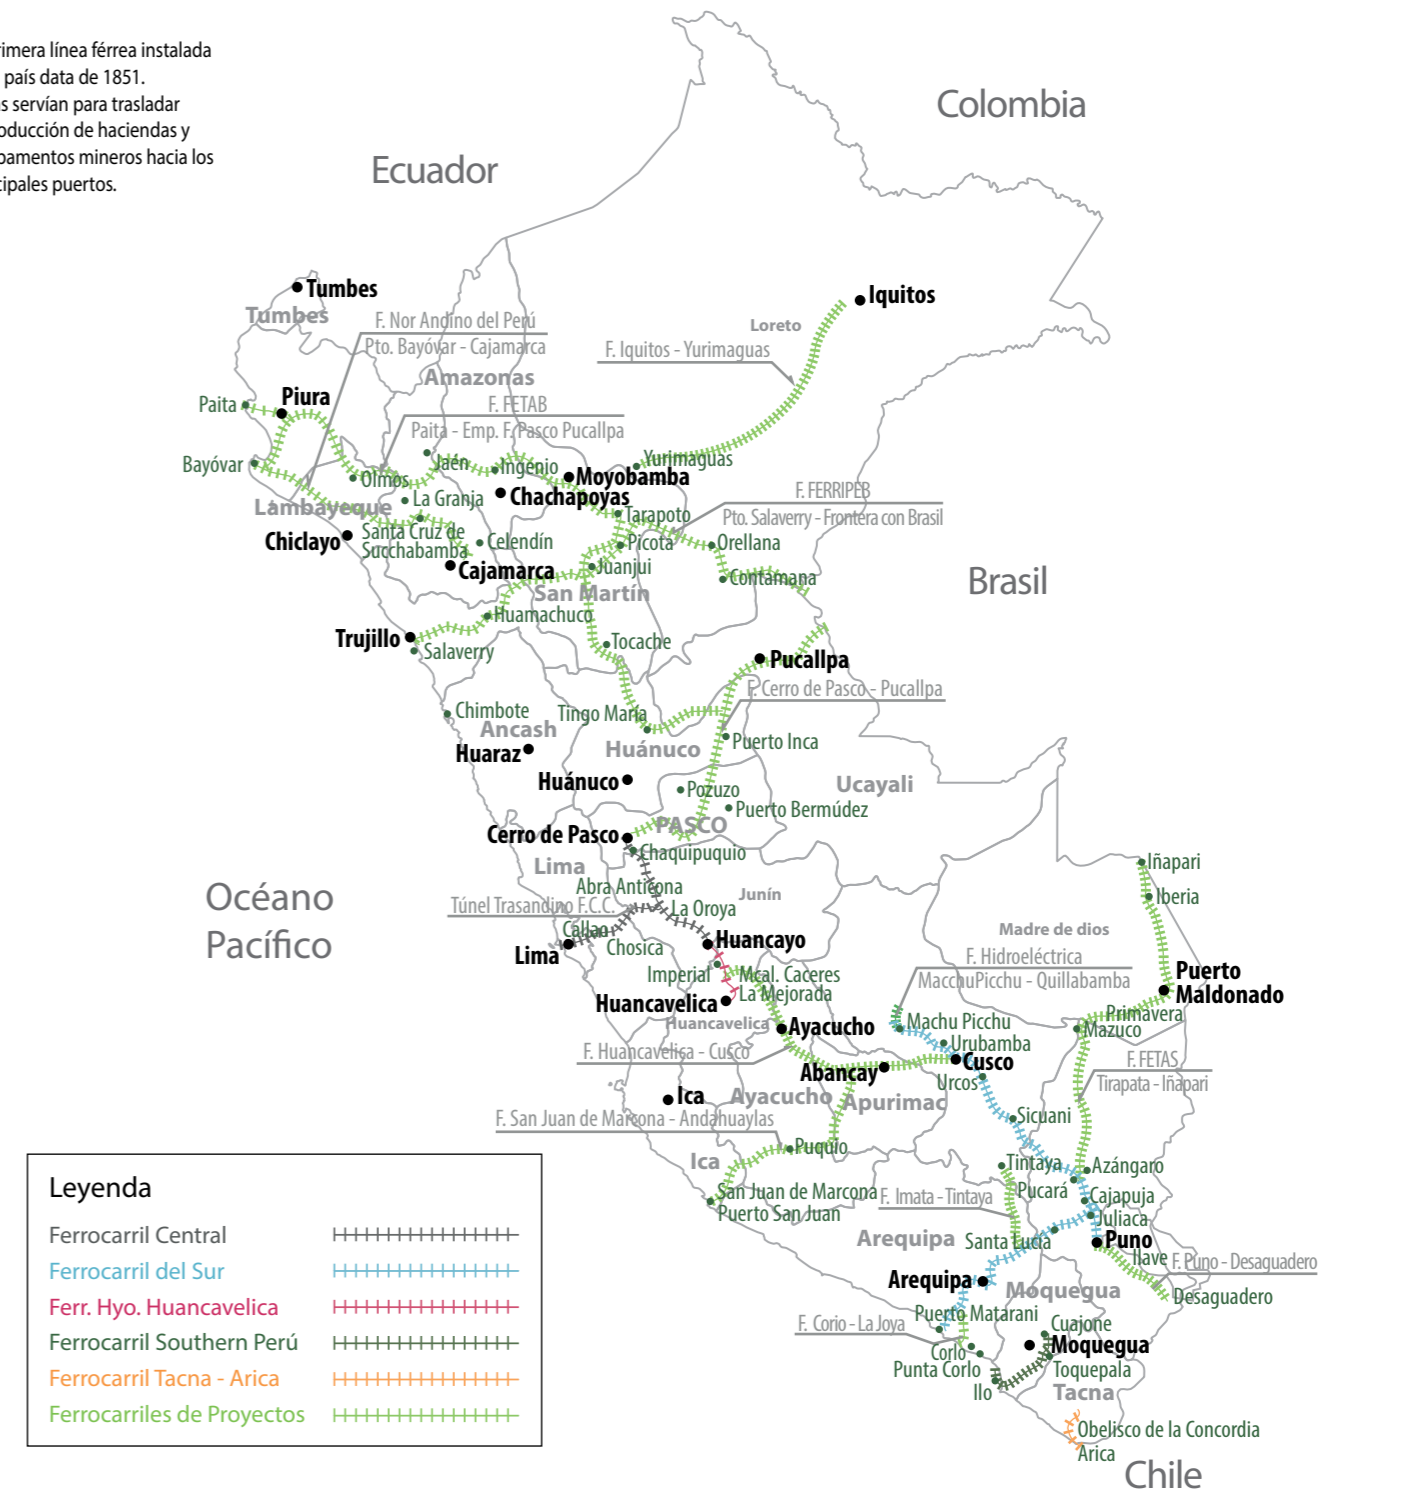 rimera línea férrea instalada
país data de 1851.
as servían para trasladar
oducción de haciendas y
pamentos mineros hacia los
cipales puertos.
Colombia
Ecuador
Tumbes
Tumbes
Iquitos
F. Nor Andino del Perú
Pto. Bayóvar - Cajamarca
Loreto
F. Iquitos - Yurimaguas
Amazonas
Piura
Paita
F. FETAB
Paita - Emp. F. Pasco Pucallpa
Bayóvar
Jaén
Ingenio
Yurimaguas
Olmos
Moyobamba
La Granja
Chachapoyas
F. FERRIPEB
Pto. Salaverry - Frontera con Brasil
Lambayeque
Tarapoto
Chiclayo
Santa Cruz de
Succhabamba
Celendín
Picota
Orellana
Cajamarca
Juanjui
Contamana
Brasil
San Martín
Huamachuco
Trujillo
Salaverry
Tocache
Pucallpa
F. Cerro de Pasco - Pucallpa
Chimbote
Tingo María
Ancash
Huaraz
Huánuco
Puerto Inca
Huánuco
Pozuzo
Ucayali
Puerto Bermúdez
PASCO
Cerro de Pasco
Chaquipuquio
Lima
Iñapari
Abra Anticona
Junín
Iberia
Océano
Pacífico
Túnel Trasandino F.C.C.
La Oroya
Callao
Lima
Chosica
Huancayo
Madre de dios
F. Hidroeléctrica
MacchuPicchu - Quillabamba
Imperial
Mcal. Caceres
La Mejorada
Puerto
Maldonado
Huancavelica
Huancavelica
Ayacucho
Machu Picchu
Primavera
Mazuco
Urubamba
F. Huancavelica - Cusco
Abancay
Cusco
F. FETAS
Tirapata - Iñapari
Urcos
Ica
Ayacucho
Apurimac
F. San Juan de Marcona - Andahuaylas
Sicuani
Puquio
Ica
Tintaya
Azángaro
San Juan de Marcona
Puerto San Juan
F. Imata - Tintaya
Pucará
Cajapuja
Juliaca
Arequipa
Santa Lucía
Puno
Ilave
F. Puno - Desaguadero
Arequipa
Moquegua
Desaguadero
Puerto Matarani
F. Corio - La Joya
Cuajone
Moquegua
Corlo
Punta Corlo
Toquepala
Ilo
Tacna
Obelisco de la Concordia
Arica
Chile
Leyenda
Ferrocarril Central
Ferrocarril del Sur
Ferr. Hyo. Huancavelica
Ferrocarril Southern Perú
Ferrocarril Tacna - Arica
Ferrocarriles de Proyectos